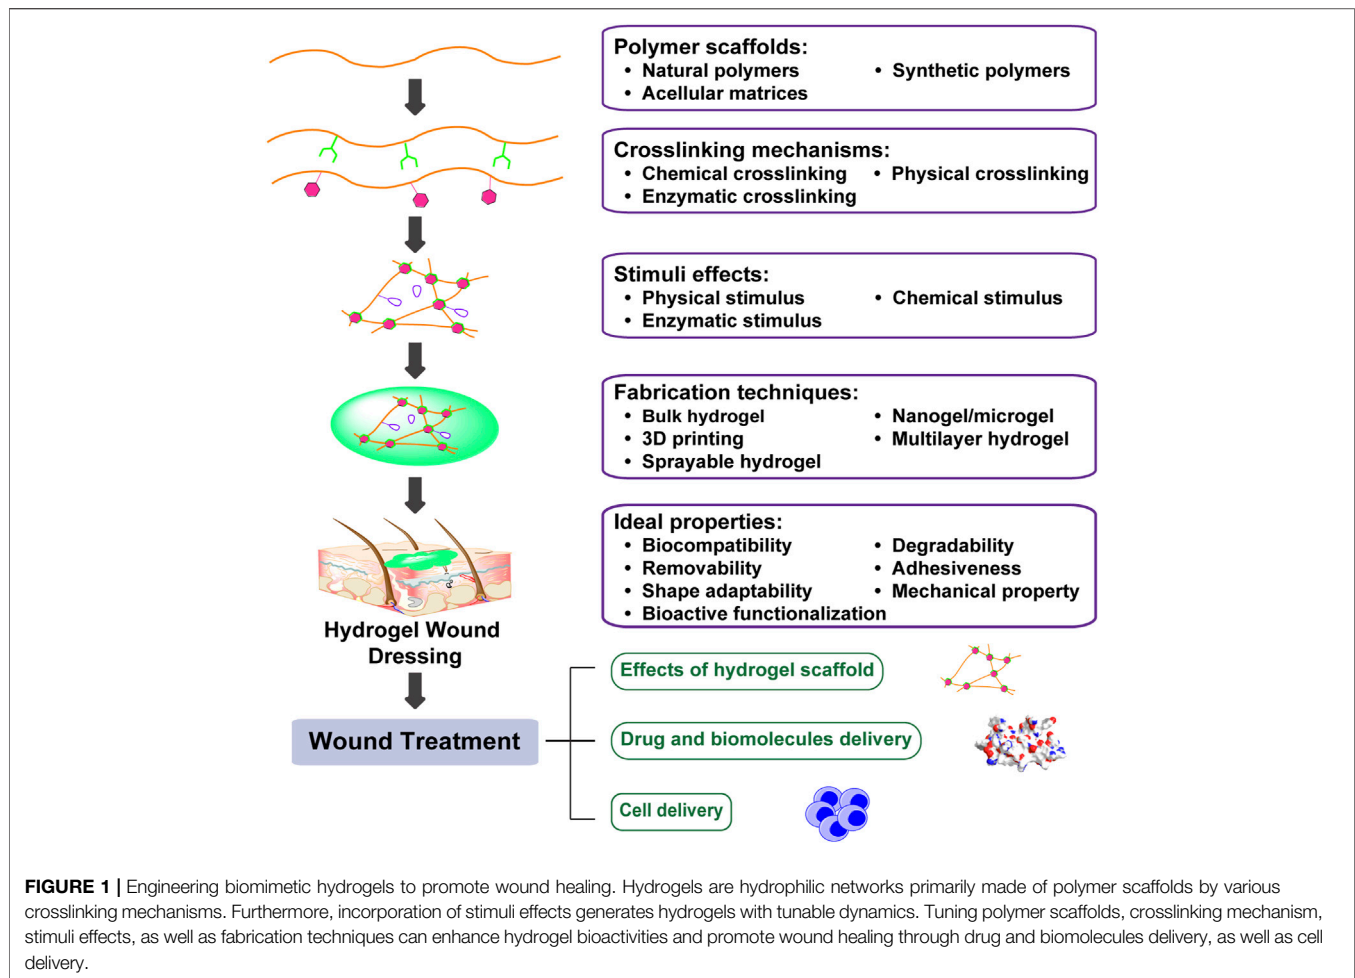 Polymer scaffolds:
• Natural polymers • Synthetic polymers
• Acellular matrices
Crosslinking mechanisms:
• Chemical crosslinking • Physical crosslinking
• Enzymatic crosslinking
Stimuli effects:
• Physical stimulus • Chemical stimulus
• Enzymatic stimulus
Fabrication techniques:
• Bulk hydrogel • Nanogel/microgel
• 3D printing • Multilayer hydrogel
• Sprayable hydrogel
Ideal properties:
• Biocompatibility • Degradability
• Removability • Adhesiveness
• Shape adaptability • Mechanical property
• Bioactive functionalization
Hydrogel Wound
Dressing
Effects of hydrogel scaffold
Wound Treatment
Drug and biomolecules delivery
Cell delivery
FIGURE 1 | Engineering biomimetic hydrogels to promote wound healing. Hydrogels are hydrophilic networks primarily made of polymer scaffolds by various
crosslinking mechanisms. Furthermore, incorporation of stimuli effects generates hydrogels with tunable dynamics. Tuning polymer scaffolds, crosslinking mechanism,
stimuli effects, as well as fabrication techniques can enhance hydrogel bioactivities and promote wound healing through drug and biomolecules delivery, as well as cell
delivery.